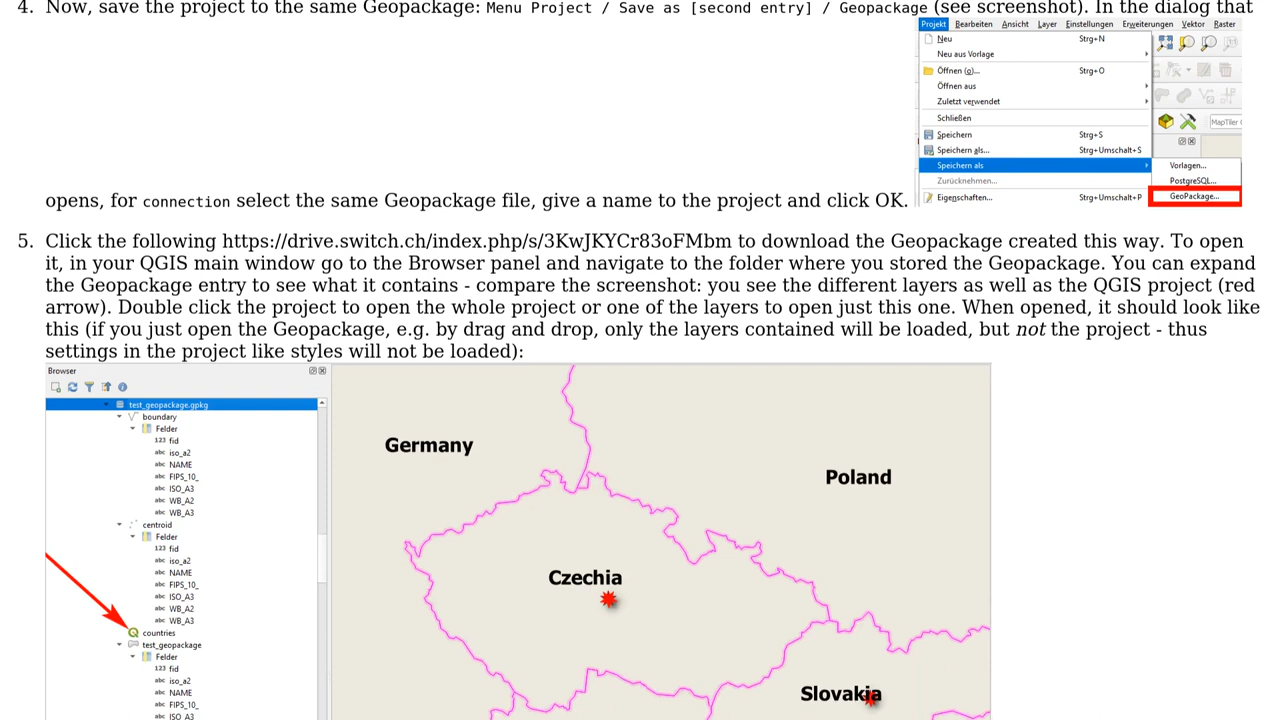 4. Now, save the project to the same Geopackage: Menu Project / Save as [second entry] / Geopackage (see screenshot). In the dialog that
Projekt Bearbeiten Ansicht Layer Einstellungen Erweiterungen Vektor Raster
Neu Strg+N
Neu aus Vorlage
Öffnen (o)... Strg+O
Öffnen aus
Zuletzt verwendet
Schließen
MapTiler
Speichern Strg+S
Speichern als... Strg+Umschalt+S
Speichern als Vorlagen...
Zurücknehmen... PostgreSQL...
Eigenschaften... Strg+Umschalt+P GeoPackage...
opens, for connection select the same Geopackage file, give a name to the project and click OK.
5. Click the following https://drive.switch.ch/index.php/s/3KwJKYCr83oFMbm to download the Geopackage created this way. To open
it, in your QGIS main window go to the Browser panel and navigate to the folder where you stored the Geopackage. You can expand
the Geopackage entry to see what it contains - compare the screenshot: you see the different layers as well as the QGIS project (red
arrow). Double click the project to open the whole project or one of the layers to open just this one. When opened, it should look like
this (if you just open the Geopackage, e.g. by drag and drop, only the layers contained will be loaded, but not the project - thus
settings in the project like styles will not be loaded):
Browser
test_geopackage.gpkg
boundary
Felder
123 fid
abc iso_a2
abc NAME
abc FIPS_10_
abc ISO_A3
abc WB_A2
abc WB_A3
centroid
Felder
123 fid
abc iso_a2
abc NAME
abc FIPS_10_
abc ISO_A3
abc WB_A2
abc WB_A3
countries
test_geopackage
Felder
123 fid
abc iso_a2
abc NAME
abc FIPS_10_
abc ISO_A3
Germany
Poland
Czechia
Slovakia